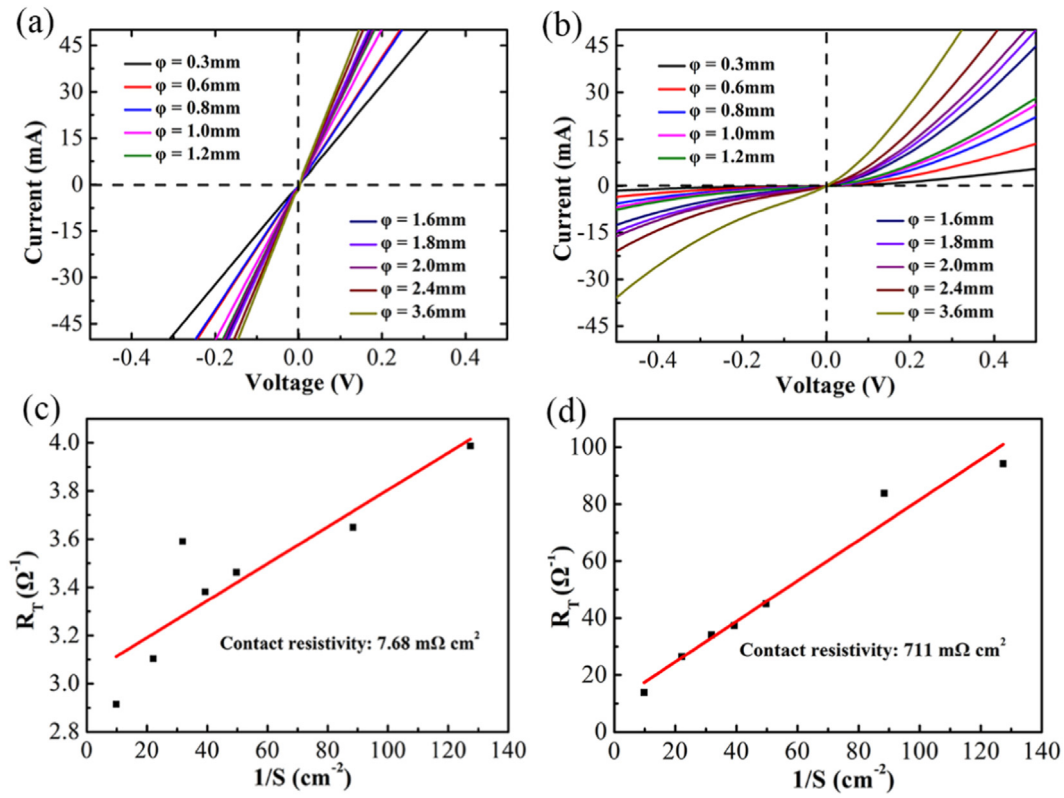 (a)
45
30
15
0
-15
-30
-45
Current (mA)
φ = 0.3mm
φ = 0.6mm
φ = 0.8mm
φ = 1.0mm
φ = 1.2mm
φ = 1.6mm
φ = 1.8mm
φ = 2.0mm
φ = 2.4mm
φ = 3.6mm
-0.4 -0.2 0.0 0.2 0.4
Voltage (V)
(b)
45
30
15
0
-15
-30
-45
Current (mA)
φ = 0.3mm
φ = 0.6mm
φ = 0.8mm
φ = 1.0mm
φ = 1.2mm
φ = 1.6mm
φ = 1.8mm
φ = 2.0mm
φ = 2.4mm
φ = 3.6mm
-0.4 -0.2 0.0 0.2 0.4
Voltage (V)
(c)
4.0
3.8
3.6
3.4
3.2
3.0
2.8
R_T (Ω⁻¹)
Contact resistivity: 7.68 mΩ cm²
0 20 40 60 80 100 120 140
1/S (cm⁻²)
(d)
100
80
60
40
20
0
R_T (Ω⁻¹)
Contact resistivity: 711 mΩ cm²
0 20 40 60 80 100 120 140
1/S (cm⁻²)